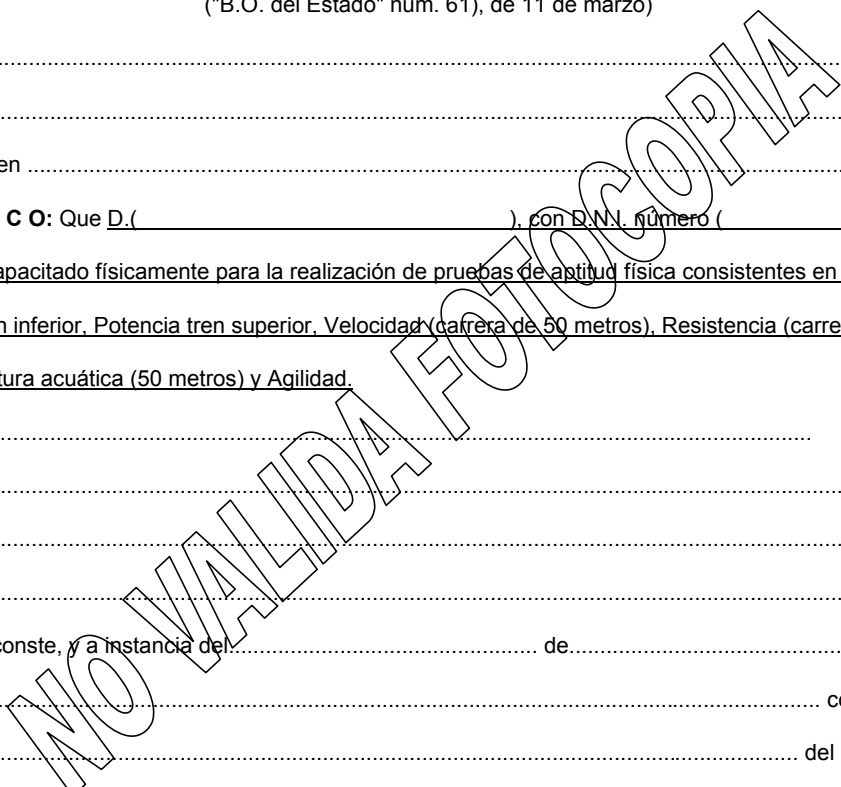 ("B.O. del Estado" núm. 61), de 11 de marzo)
en ..........
C O: Que D.( ), con D.N.I. número (
apacitado físicamente para la realización de pruebas de aptitud física consistentes en
n inferior, Potencia tren superior, Velocidad (carrera de 50 metros), Resistencia (carre
tura acuática (50 metros) y Agilidad.
conste, y a instancia del.......... de..........
.......... co
.......... del
NO VALIDA FOTOCOPIA